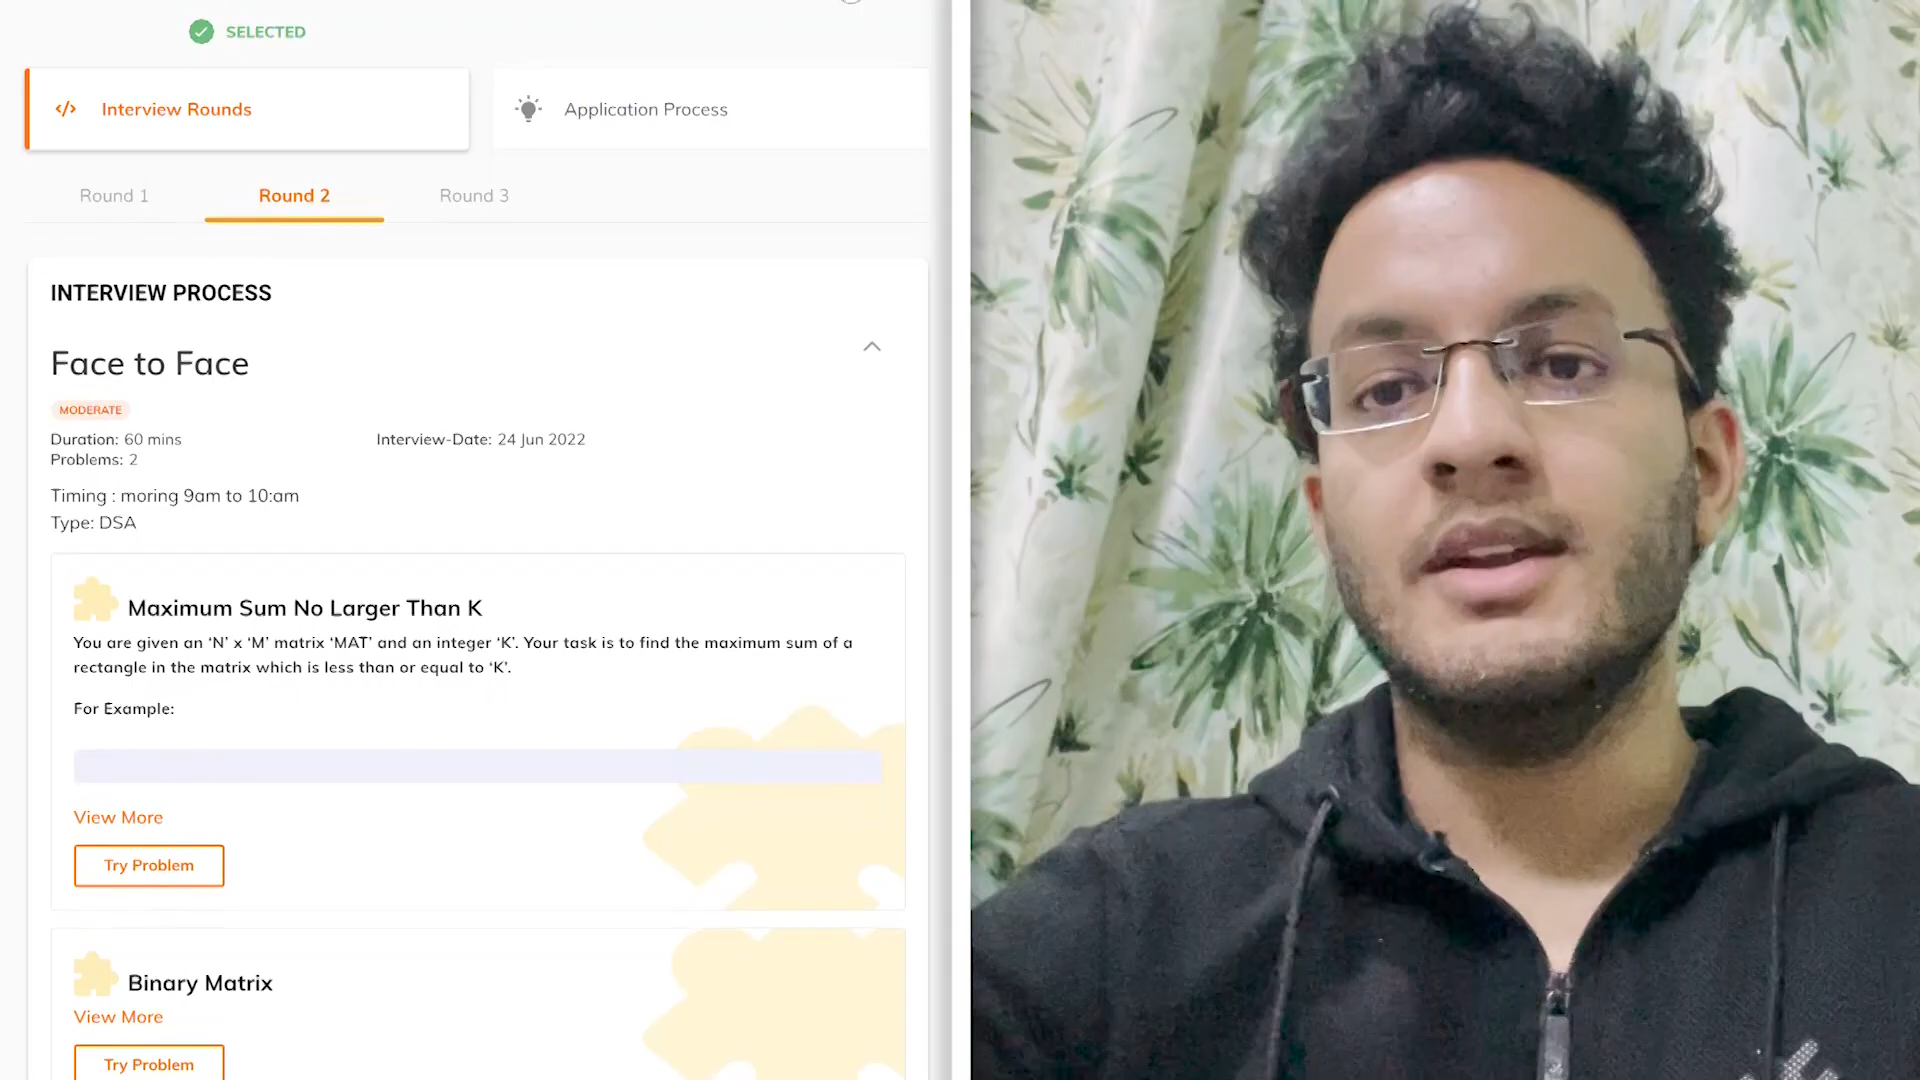 SELECTED
</> Interview Rounds
Application Process
Round 1
Round 2
Round 3
INTERVIEW PROCESS
Face to Face
MODERATE
Duration: 60 mins
Interview-Date: 24 Jun 2022
Problems: 2
Timing : moring 9am to 10:am
Type: DSA
Maximum Sum No Larger Than K
You are given an ‘N’ x ‘M’ matrix ‘MAT’ and an integer ‘K’. Your task is to find the maximum sum of a
rectangle in the matrix which is less than or equal to ‘K’.
For Example:
View More
Try Problem
Binary Matrix
View More
Try Problem